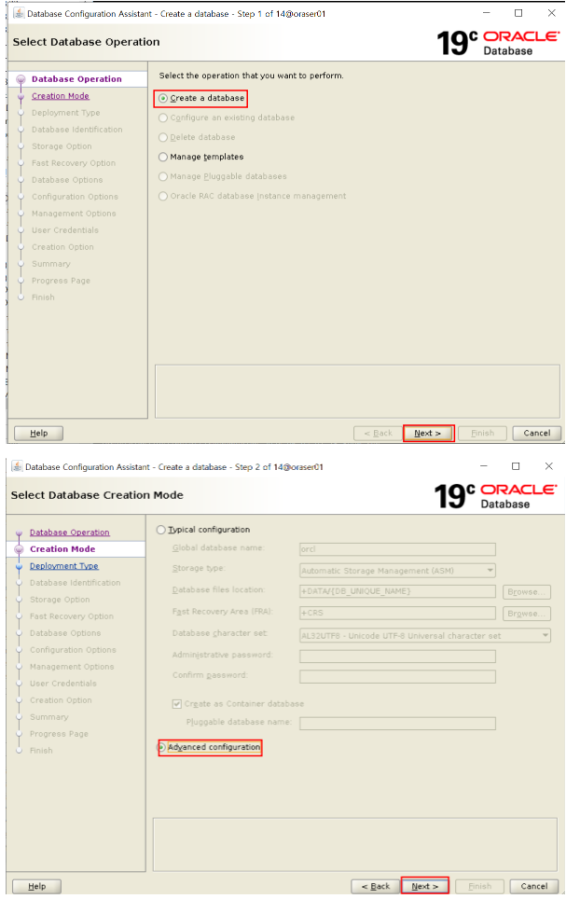 Database Configuration Assistant - Create a database - Step 1 of 14@oraser01
Select Database Operation
19c ORACLE
Database
Database Operation
Creation Mode
Deployment Type
Database Identification
Storage Option
Fast Recovery Option
Database Options
Configuration Options
Management Options
User Credentials
Creation Option
Summary
Progress Page
Finish
Select the operation that you want to perform.
Create a database
Configure an existing database
Delete database
Manage templates
Manage Pluggable databases
Oracle RAC database Instance management
Help
< Back
Next >
Finish
Cancel
Database Configuration Assistant - Create a database - Step 2 of 14@oraser01
Select Database Creation Mode
19c ORACLE
Database
Database Operation
Creation Mode
Deployment Type
Database Identification
Storage Option
Fast Recovery Option
Database Options
Configuration Options
Management Options
User Credentials
Creation Option
Summary
Progress Page
Finish
Typical configuration
Global database name: orcl
Storage type: Automatic Storage Management (ASM)
Database files location: +DATA/{DB_UNIQUE_NAME} Browse...
Fast Recovery Area (FRA): +CRS Browse...
Database character set: AL32UTF8 - Unicode UTF-8 Universal character set
Administrative password
Confirm password:
Create as Container database
Pluggable database name:
Advanced configuration
Help
< Back
Next >
Finish
Cancel